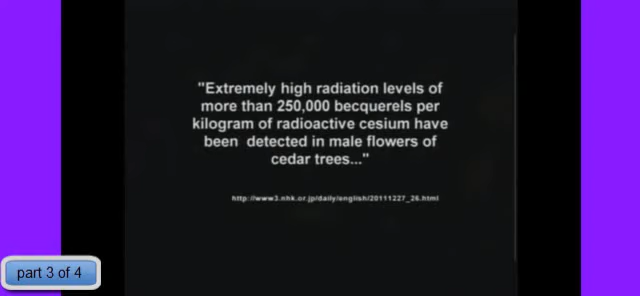 "Extremely high radiation levels of
more than 250,000 becquerels per
kilogram of radioactive cesium have
been detected in male flowers of
cedar trees..."
http://www3.nhk.or.jp/daily/english/20111227_26.html
part 3 of 4